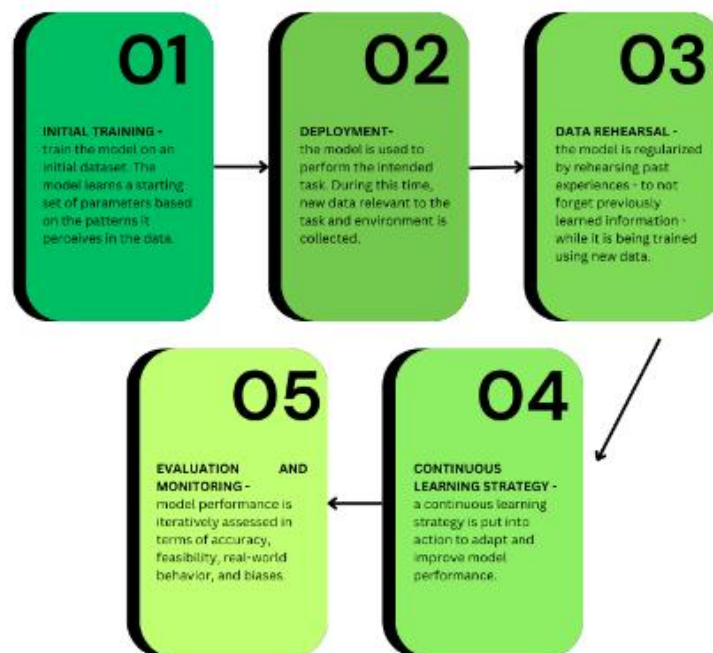 01
INITIAL TRAINING -
train the model on an
initial dataset. The
model learns a starting
set of parameters based
on the patterns it
perceives in the data.
02
DEPLOYMENT-
the model is used to
perform the intended
task. During this time,
new data relevant to the
task and environment is
collected.
03
DATA REHEARSAL -
the model is regularized
by rehearsing past
experiences - to not
forget previously
learned information -
while it is being trained
using new data.
04
CONTINUOUS
LEARNING STRATEGY -
a continuous learning
strategy is put into
action to adapt and
improve model
performance.
05
EVALUATION AND
MONITORING -
model performance is
iteratively assessed in
terms of accuracy,
feasibility, real-world
behavior, and biases.